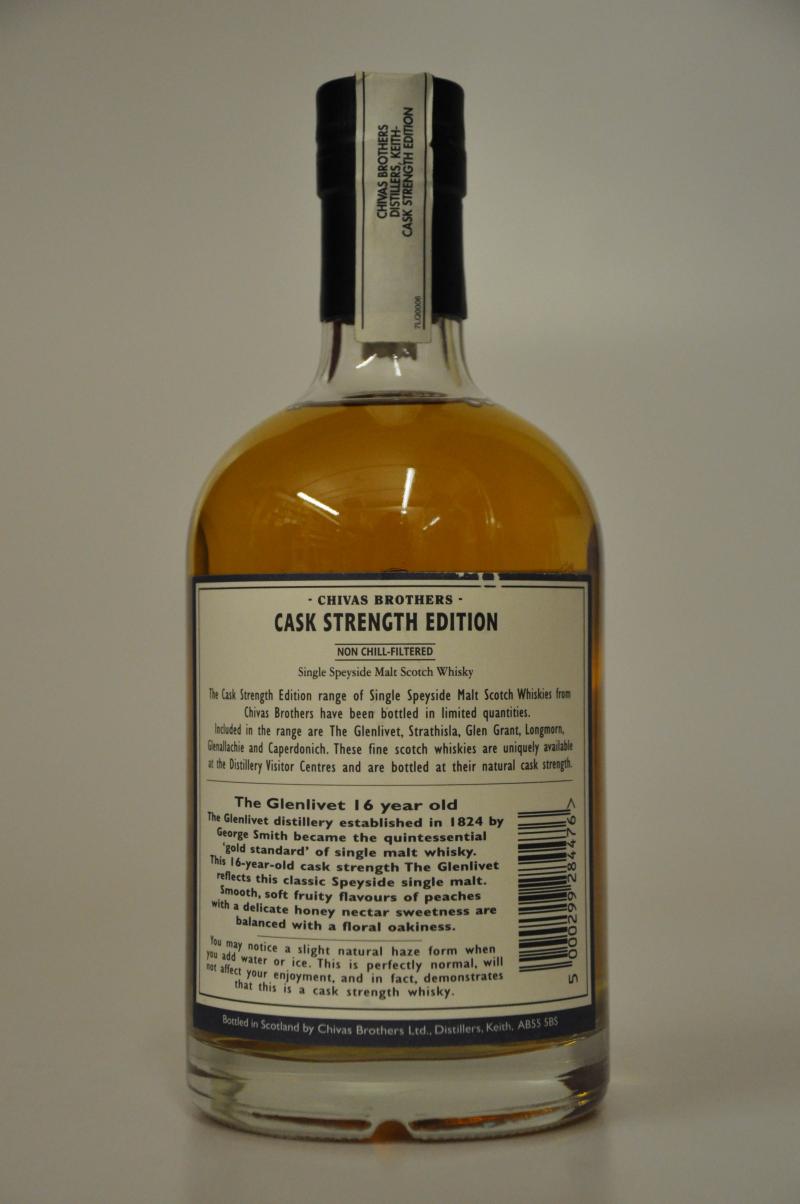 CHIVAS BROTHERS
DISTILLERS, KEITH-
CASK STRENGTH EDITION
7LQ00006
- CHIVAS BROTHERS -
CASK STRENGTH EDITION
NON CHILL-FILTERED
Single Speyside Malt Scotch Whisky
The Cask Strength Edition range of Single Speyside Malt Scotch Whiskies from
Chivas Brothers have been bottled in limited quantities.
Included in the range are The Glenlivet, Strathisla, Glen Grant, Longmorn,
Glenallachie and Caperdonich. These fine scotch whiskies are uniquely available
at the Distillery Visitor Centres and are bottled at their natural cask strength.
The Glenlivet 16 year old
The Glenlivet distillery established in 1824 by
George Smith became the quintessential
'gold standard' of single malt whisky.
This 16-year-old cask strength The Glenlivet
reflects this classic Speyside single malt.
Smooth, soft fruity flavours of peaches
with a delicate honey nectar sweetness are
balanced with a floral oakiness.
You may notice a slight natural haze form when
you add water or ice. This is perfectly normal, will
not affect your enjoyment, and in fact, demonstrates
that this is a cask strength whisky.
5 000299 284476 >
Bottled in Scotland by Chivas Brothers Ltd., Distillers, Keith, AB55 5BS